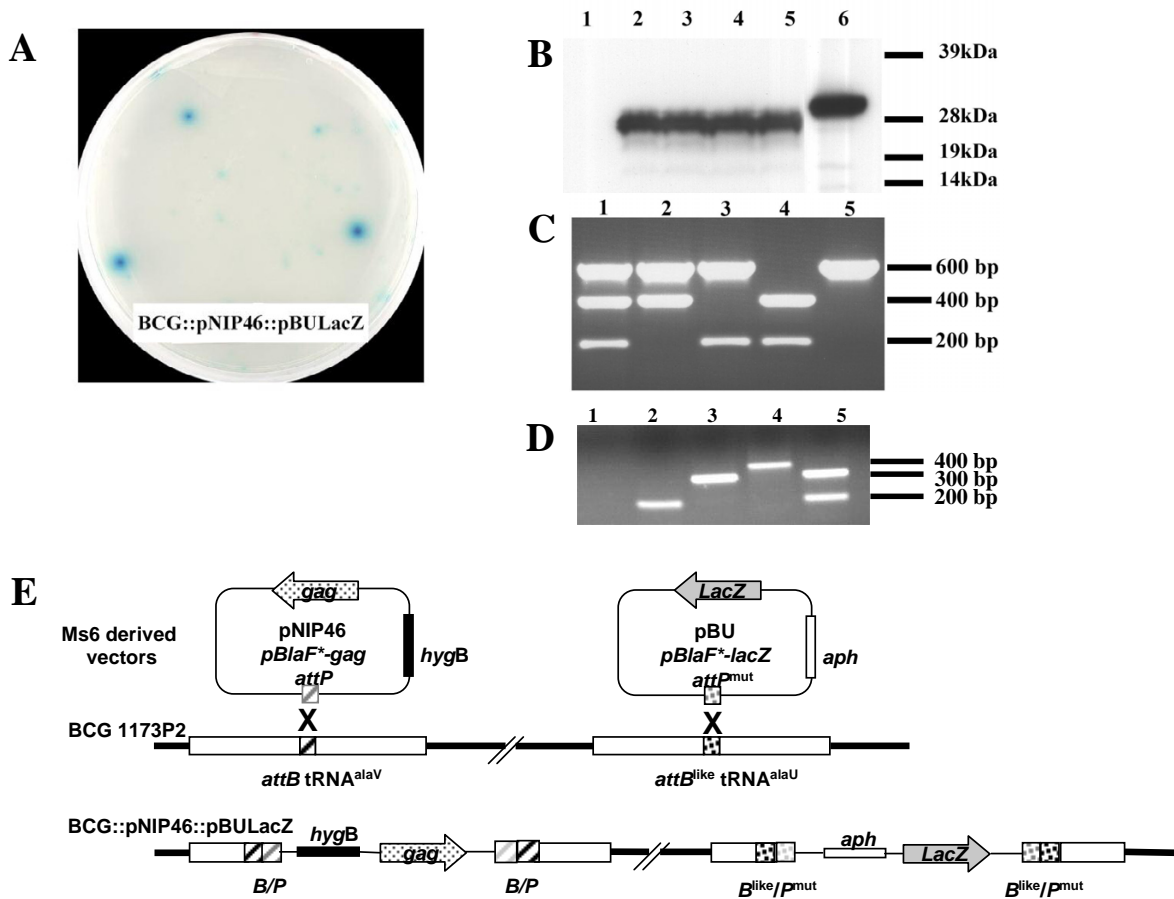 A
BCG::pNIP46::pBULacZ
B
1 2 3 4 5 6
39kDa
28kDa
19kDa
14kDa
C
1 2 3 4 5
600 bp
400 bp
200 bp
D
1 2 3 4 5
400 bp
300 bp
200 bp
E
Ms6 derived
vectors
gag
pNIP46
pBlaF*-gag
attP
hygB
LacZ
pBU
pBlaF*-lacZ
attPmut
aph
X
X
BCG 1173P2
attB tRNAalaV
attBlike tRNAalaU
BCG::pNIP46::pBULacZ
hygB
gag
aph
LacZ
B/P
B/P
Blike/Pmut
Blike/Pmut